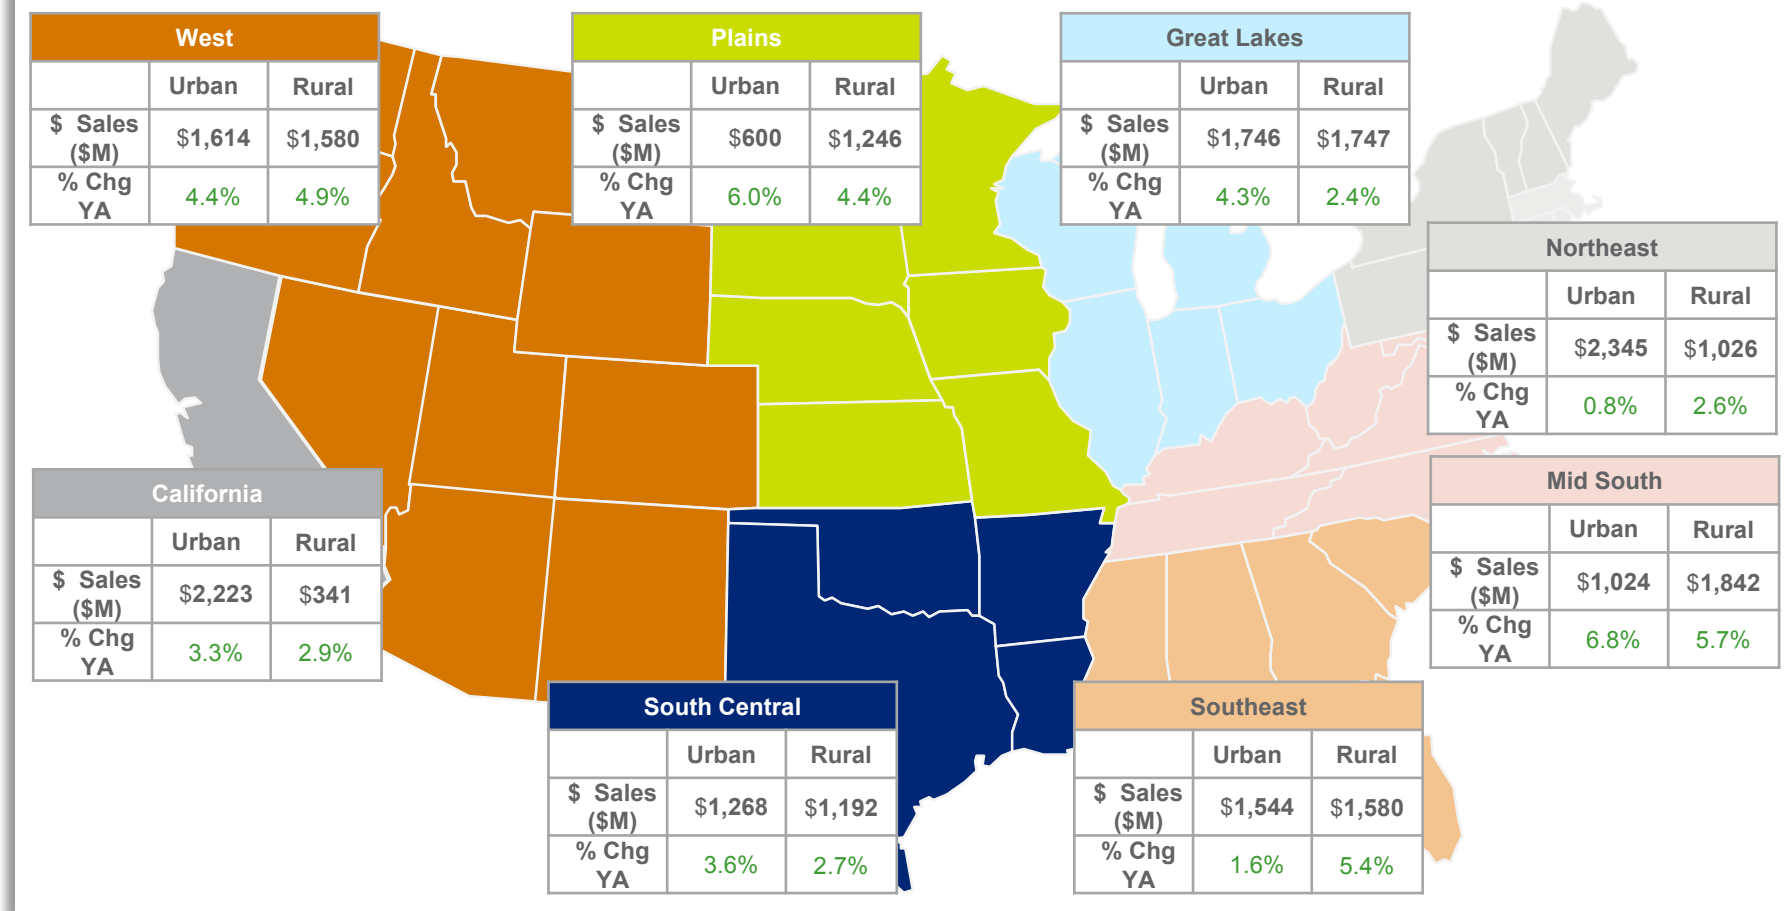 West
Urban Rural
$ Sales
($M) $1,614 $1,580
% Chg
YA 4.4% 4.9%
Plains
Urban Rural
$ Sales
($M) $600 $1,246
% Chg
YA 6.0% 4.4%
Great Lakes
Urban Rural
$ Sales
($M) $1,746 $1,747
% Chg
YA 4.3% 2.4%
Northeast
Urban Rural
$ Sales
($M) $2,345 $1,026
% Chg
YA 0.8% 2.6%
California
Urban Rural
$ Sales
($M) $2,223 $341
% Chg
YA 3.3% 2.9%
Mid South
Urban Rural
$ Sales
($M) $1,024 $1,842
% Chg
YA 6.8% 5.7%
South Central
Urban Rural
$ Sales
($M) $1,268 $1,192
% Chg
YA 3.6% 2.7%
Southeast
Urban Rural
$ Sales
($M) $1,544 $1,580
% Chg
YA 1.6% 5.4%